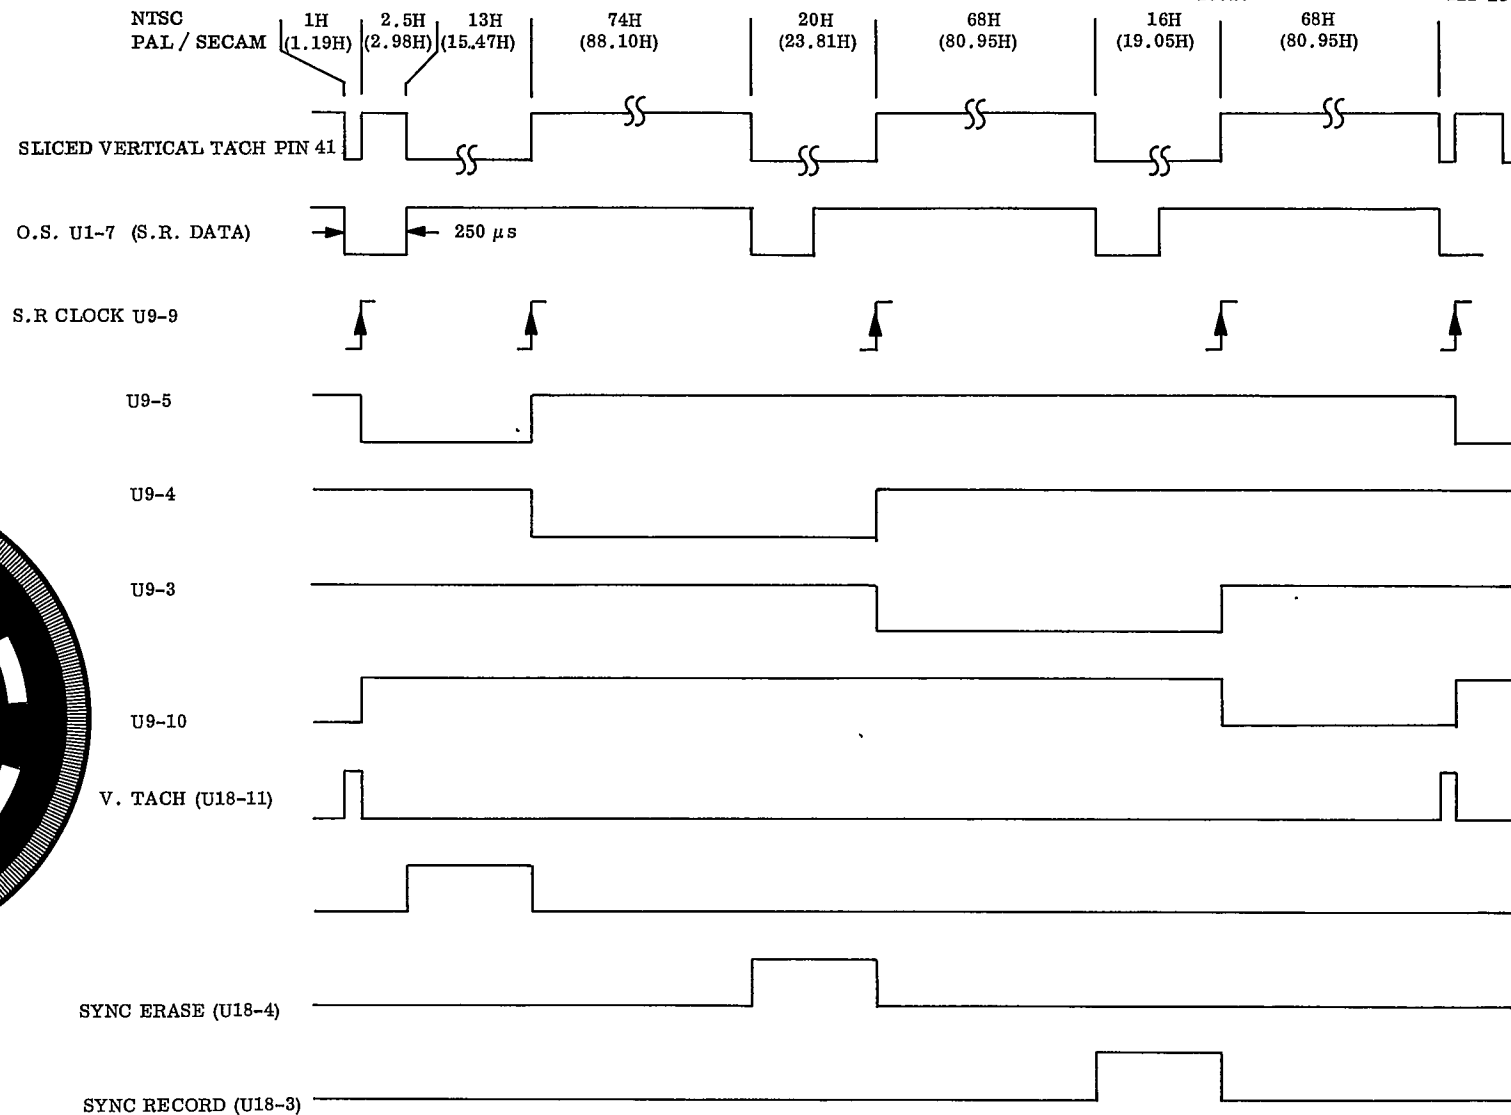 NTSC 1H 2.5H 13H 74H 20H 68H 16H 68H
PAL / SECAM (1.19H) (2.98H) (15.47H) (88.10H) (23.81H) (80.95H) (19.05H) (80.95H)
SLICED VERTICAL TACH PIN 41
O.S. U1-7 (S.R. DATA) 250 μs
S.R CLOCK U9-9
U9-5
U9-4
U9-3
U9-10
V. TACH (U18-11)
SYNC ERASE (U18-4)
SYNC RECORD (U18-3)